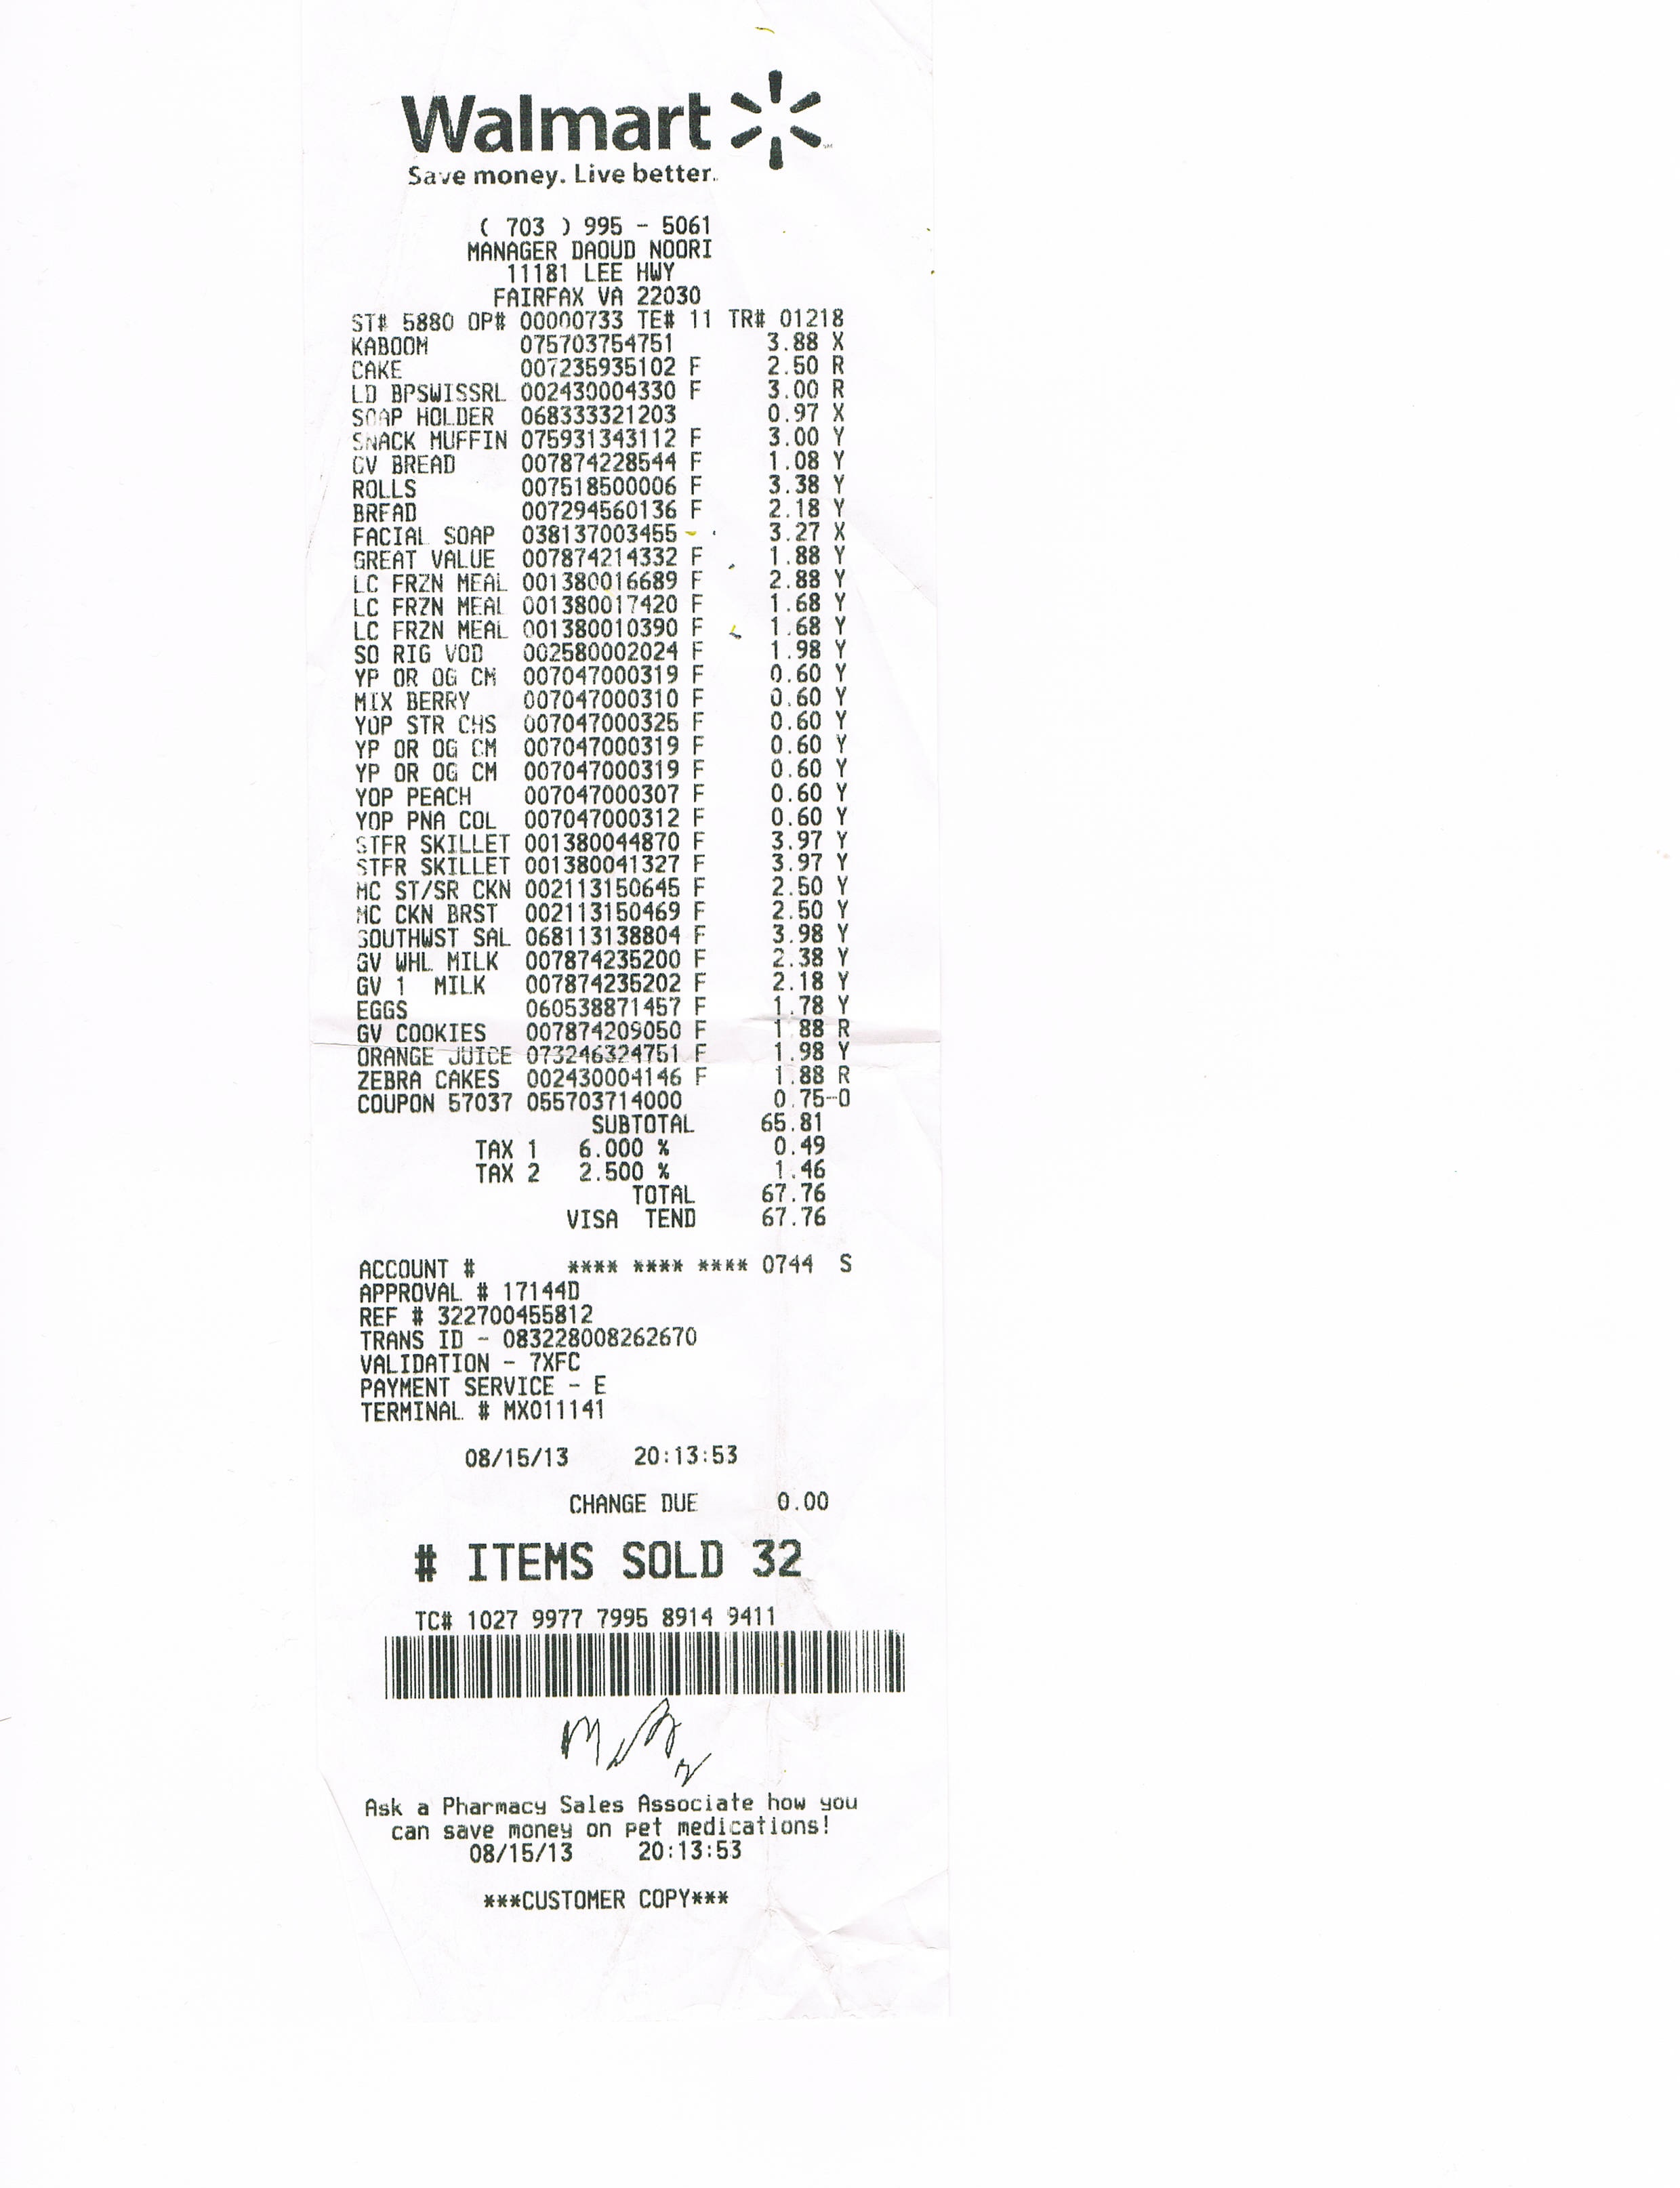 Walmart
Save money. Live better.
( 703 ) 995 - 5061
MANAGER DAOUD NOORI
11181 LEE HWY
FAIRFAX VA 22030
ST# 5880 OP# 00000733 TE# 11 TR# 01218
KABOOM 075703754751 3.88 X
CAKE 007235935102 F 2.50 R
LD BPSWISSRL 002430004330 F 3.00 R
SOAP HOLDER 068333321203 0.97 X
SNACK MUFFIN 075931343112 F 3.00 Y
GV BREAD 007874228544 F 1.08 Y
ROLLS 007518500006 F 3.38 Y
BREAD 007294560136 F 2.18 Y
FACIAL SOAP 038137003455 3.27 X
GREAT VALUE 007874214332 F 1.88 Y
LC FRZN MEAL 001380016689 F 2.88 Y
LC FRZN MEAL 001380017420 F 1.68 Y
LC FRZN MEAL 001380010390 F 1.68 Y
SO RIG VOD 002580002024 F 1.98 Y
YP OR OG CM 007047000319 F 0.60 Y
MIX BERRY 007047000310 F 0.60 Y
YOP STR CHS 007047000325 F 0.60 Y
YP OR OG CM 007047000319 F 0.60 Y
YP OR OG CM 007047000319 F 0.60 Y
YOP PEACH 007047000307 F 0.60 Y
YOP PNA COL 007047000312 F 0.60 Y
STFR SKILLET 001380044870 F 3.97 Y
STFR SKILLET 001380041327 F 3.97 Y
MC ST/SR CKN 002113150645 F 2.50 Y
MC CKN BRST 002113150469 F 2.50 Y
SOUTHWST SAL 068113138804 F 3.98 Y
GV WHL MILK 007874235200 F 2.38 Y
GV 1 MILK 007874235202 F 2.18 Y
EGGS 060538871457 F 1.78 Y
GV COOKIES 007874209050 F 1.88 R
ORANGE JUICE 073246324751 F 1.98 Y
ZEBRA CAKES 002430004146 F 1.88 R
COUPON 57037 055703714000 0.75-O
SUBTOTAL 65.81
TAX 1 6.000 % 0.49
TAX 2 2.500 % 1.46
TOTAL 67.76
VISA TEND 67.76
ACCOUNT # **** **** **** 0744 S
APPROVAL # 17144D
REF # 322700455812
TRANS ID - 083228008262670
VALIDATION - 7XFC
PAYMENT SERVICE - E
TERMINAL # MX011141
08/15/13 20:13:53
CHANGE DUE 0.00
# ITEMS SOLD 32
TC# 1027 9977 7995 8914 9411
Ask a Pharmacy Sales Associate how you
can save money on pet medications!
08/15/13 20:13:53
***CUSTOMER COPY***